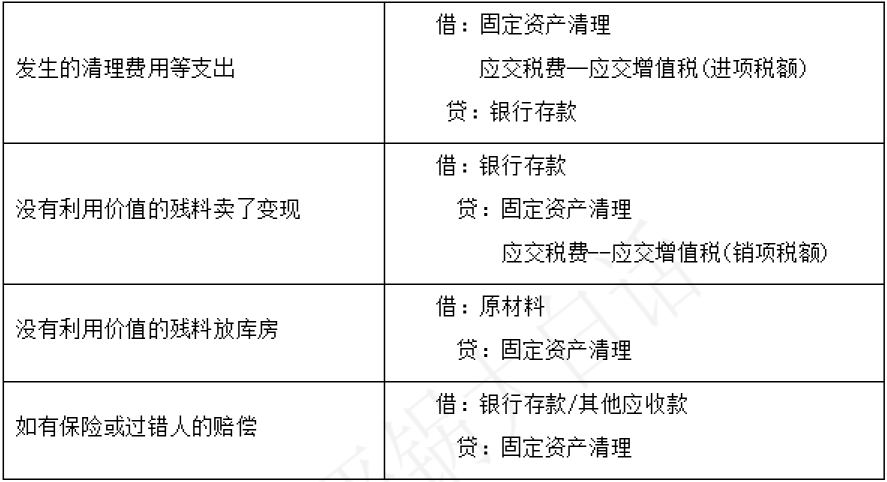 发生的清理费用等支出
借：固定资产清理
应交税费—应交增值税(进项税额)
贷：银行存款
没有利用价值的残料卖了变现
借：银行存款
贷：固定资产清理
应交税费--应交增值税(销项税额)
没有利用价值的残料放库房
借：原材料
贷：固定资产清理
如有保险或过错人的赔偿
借：银行存款/其他应收款
贷：固定资产清理